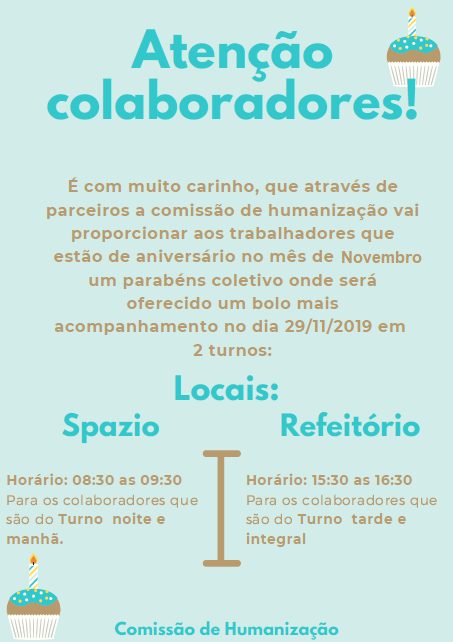 Atenção
colaboradores!
É com muito carinho, que através de
parceiros a comissão de humanização vai
proporcionar aos trabalhadores que
estão de aniversário no mês de Novembro
um parabéns coletivo onde será
oferecido um bolo mais
acompanhamento no dia 29/11/2019 em
2 turnos:
Locais:
Spazio
Horário: 08:30 as 09:30
Para os colaboradores que
são do Turno noite e
manhã.
Refeitório
Horário: 15:30 as 16:30
Para os colaboradores que
são do Turno tarde e
integral
Comissão de Humanização